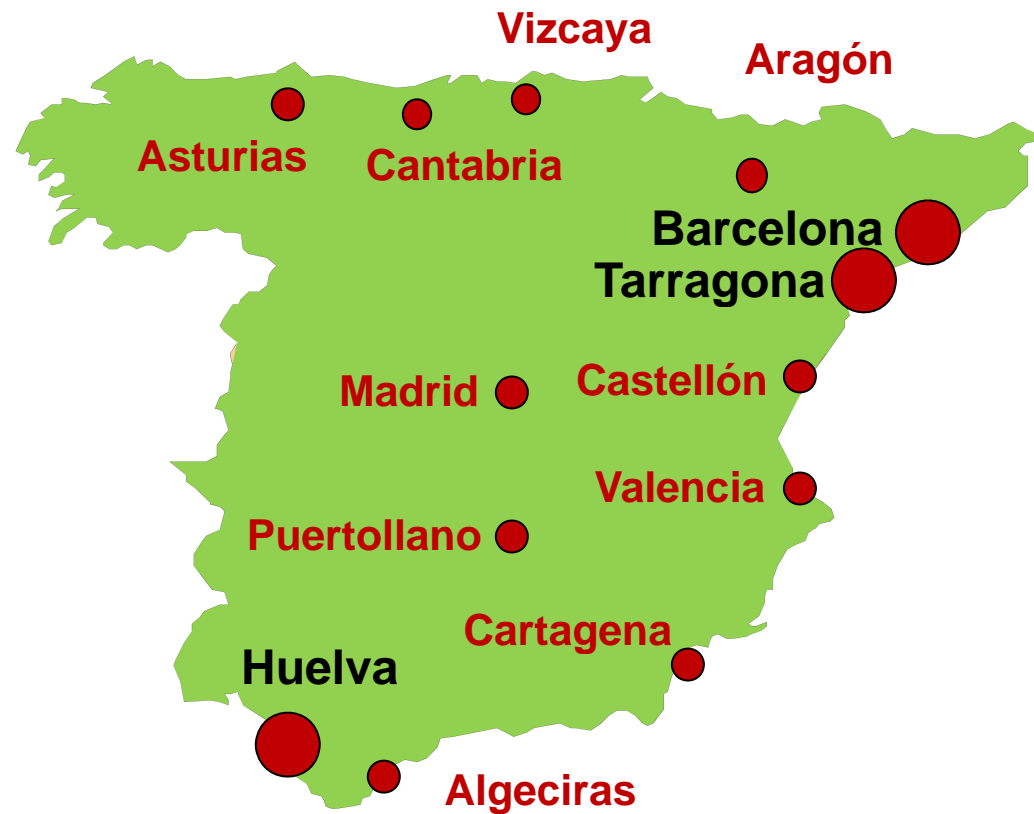 Vizcaya
Aragón
Asturias
Cantabria
Barcelona
Tarragona
Madrid
Castellón
Valencia
Puertollano
Cartagena
Huelva
Algeciras